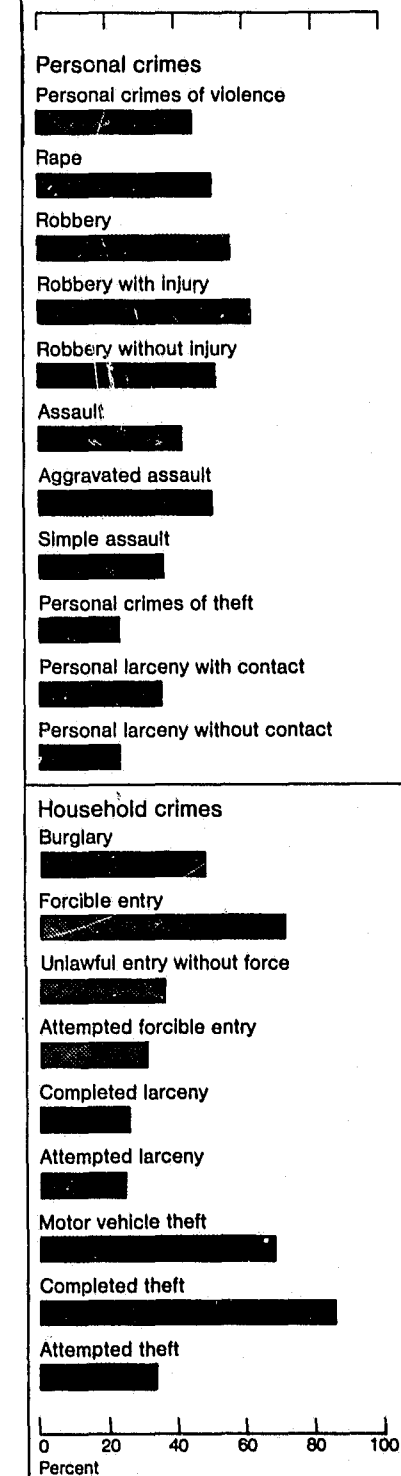 Personal crimes
Personal crimes of violence
Rape
Robbery
Robbery with injury
Robbery without injury
Assault
Aggravated assault
Simple assault
Personal crimes of theft
Personal larceny with contact
Personal larceny without contact
Household crimes
Burglary
Forcible entry
Unlawful entry without force
Attempted forcible entry
Completed larceny
Attempted larceny
Motor vehicle theft
Completed theft
Attempted theft
0 20 40 60 80 100
Percent